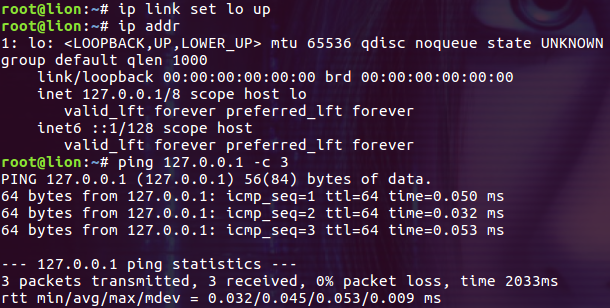 root@lion:~# ip link set lo up
root@lion:~# ip addr
1: lo: <LOOPBACK,UP,LOWER_UP> mtu 65536 qdisc noqueue state UNKNOWN
group default qlen 1000
    link/loopback 00:00:00:00:00:00 brd 00:00:00:00:00:00
    inet 127.0.0.1/8 scope host lo
       valid_lft forever preferred_lft forever
    inet6 ::1/128 scope host
       valid_lft forever preferred_lft forever
root@lion:~# ping 127.0.0.1 -c 3
PING 127.0.0.1 (127.0.0.1) 56(84) bytes of data.
64 bytes from 127.0.0.1: icmp_seq=1 ttl=64 time=0.050 ms
64 bytes from 127.0.0.1: icmp_seq=2 ttl=64 time=0.032 ms
64 bytes from 127.0.0.1: icmp_seq=3 ttl=64 time=0.053 ms

--- 127.0.0.1 ping statistics ---
3 packets transmitted, 3 received, 0% packet loss, time 2033ms
rtt min/avg/max/mdev = 0.032/0.045/0.053/0.009 ms